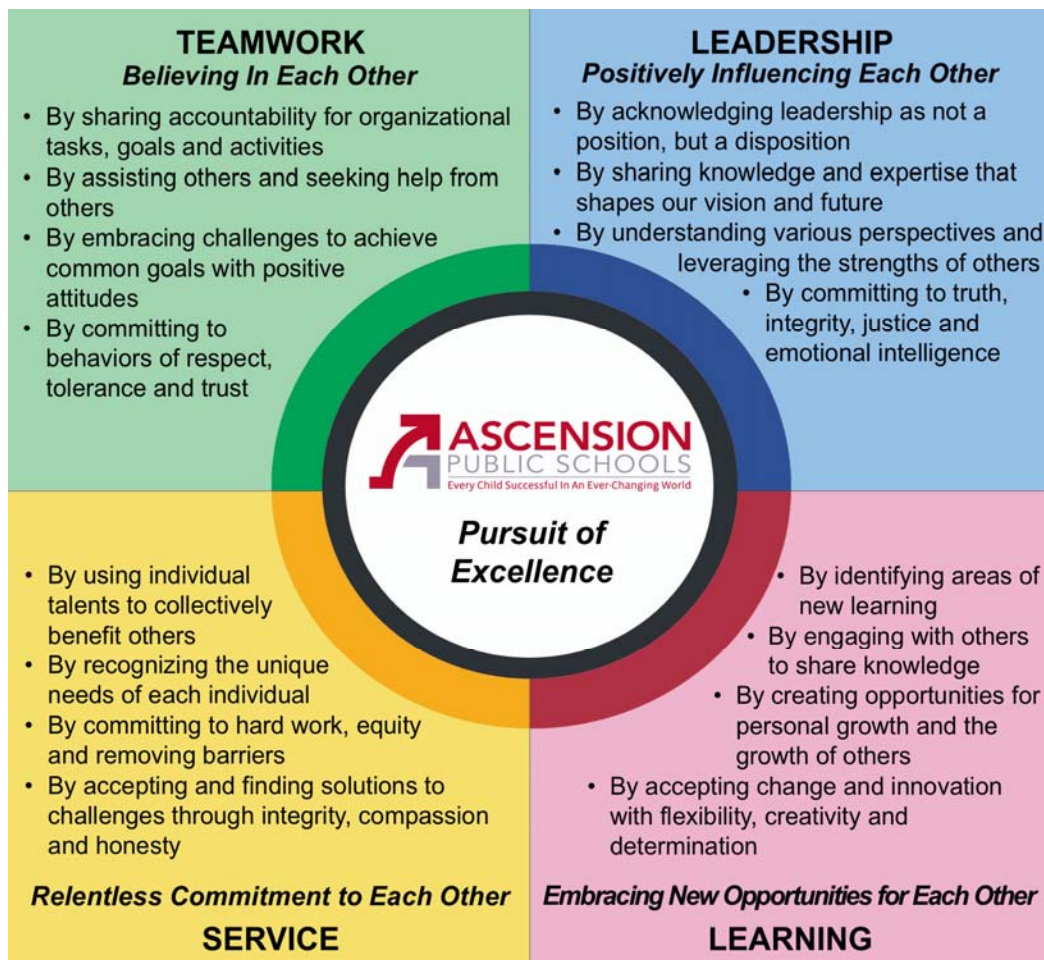 TEAMWORK
Believing In Each Other
• By sharing accountability for organizational
tasks, goals and activities
• By assisting others and seeking help from
others
• By embracing challenges to achieve
common goals with positive
attitudes
• By committing to
behaviors of respect,
tolerance and trust
LEADERSHIP
Positively Influencing Each Other
• By acknowledging leadership as not a
position, but a disposition
• By sharing knowledge and expertise that
shapes our vision and future
• By understanding various perspectives and
leveraging the strengths of others
• By committing to truth,
integrity, justice and
emotional intelligence
ASCENSION
PUBLIC SCHOOLS
Every Child Successful In An Ever-Changing World
Pursuit of
Excellence
• By using individual
talents to collectively
benefit others
• By recognizing the unique
needs of each individual
• By committing to hard work, equity
and removing barriers
• By accepting and finding solutions to
challenges through integrity, compassion
and honesty
Relentless Commitment to Each Other
SERVICE
• By identifying areas of
new learning
• By engaging with others
to share knowledge
• By creating opportunities for
personal growth and the
growth of others
• By accepting change and innovation
with flexibility, creativity and
determination
Embracing New Opportunities for Each Other
LEARNING